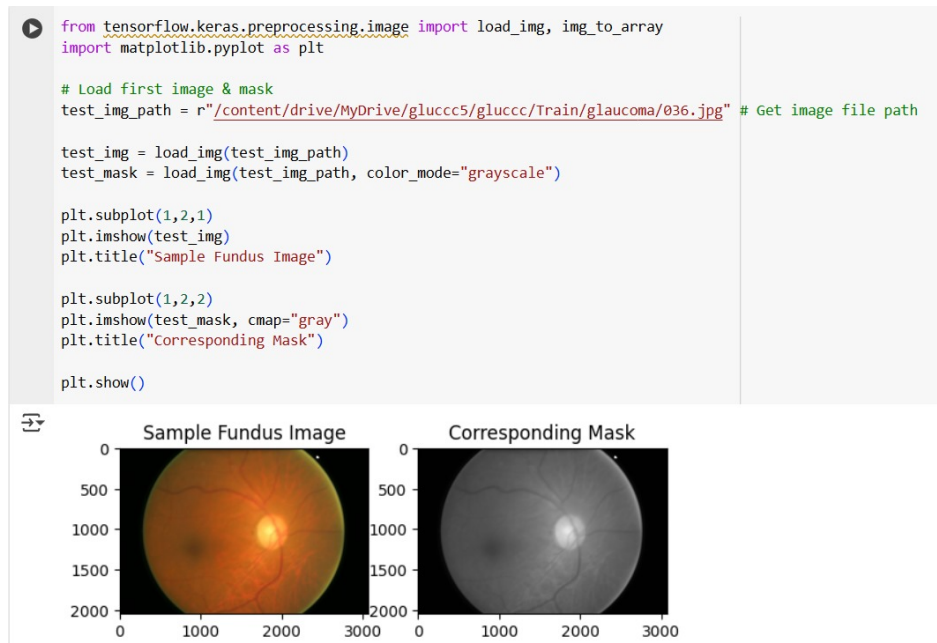 from tensorflow.keras.preprocessing.image import load_img, img_to_array
import matplotlib.pyplot as plt
# Load first image & mask
test_img_path = r"/content/drive/MyDrive/gluccc5/gluccc/Train/glaucoma/036.jpg" # Get image file path
test_img = load_img(test_img_path)
test_mask = load_img(test_img_path, color_mode="grayscale")
plt.subplot(1,2,1)
plt.imshow(test_img)
plt.title("Sample Fundus Image")
plt.subplot(1,2,2)
plt.imshow(test_mask, cmap="gray")
plt.title("Corresponding Mask")
plt.show()
Sample Fundus Image
0
500
1000
1500
2000
0 1000 2000 3000
Corresponding Mask
0
500
1000
1500
2000
0 1000 2000 3000